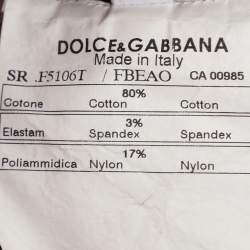 DOLCE&GABBANA
Made in Italy
SR .F5106T / FBEAO CA 00985
80%
Cotone Cotton Cotton
3%
Elastam Spandex Spandex
17%
Poliammidica Nylon Nylon